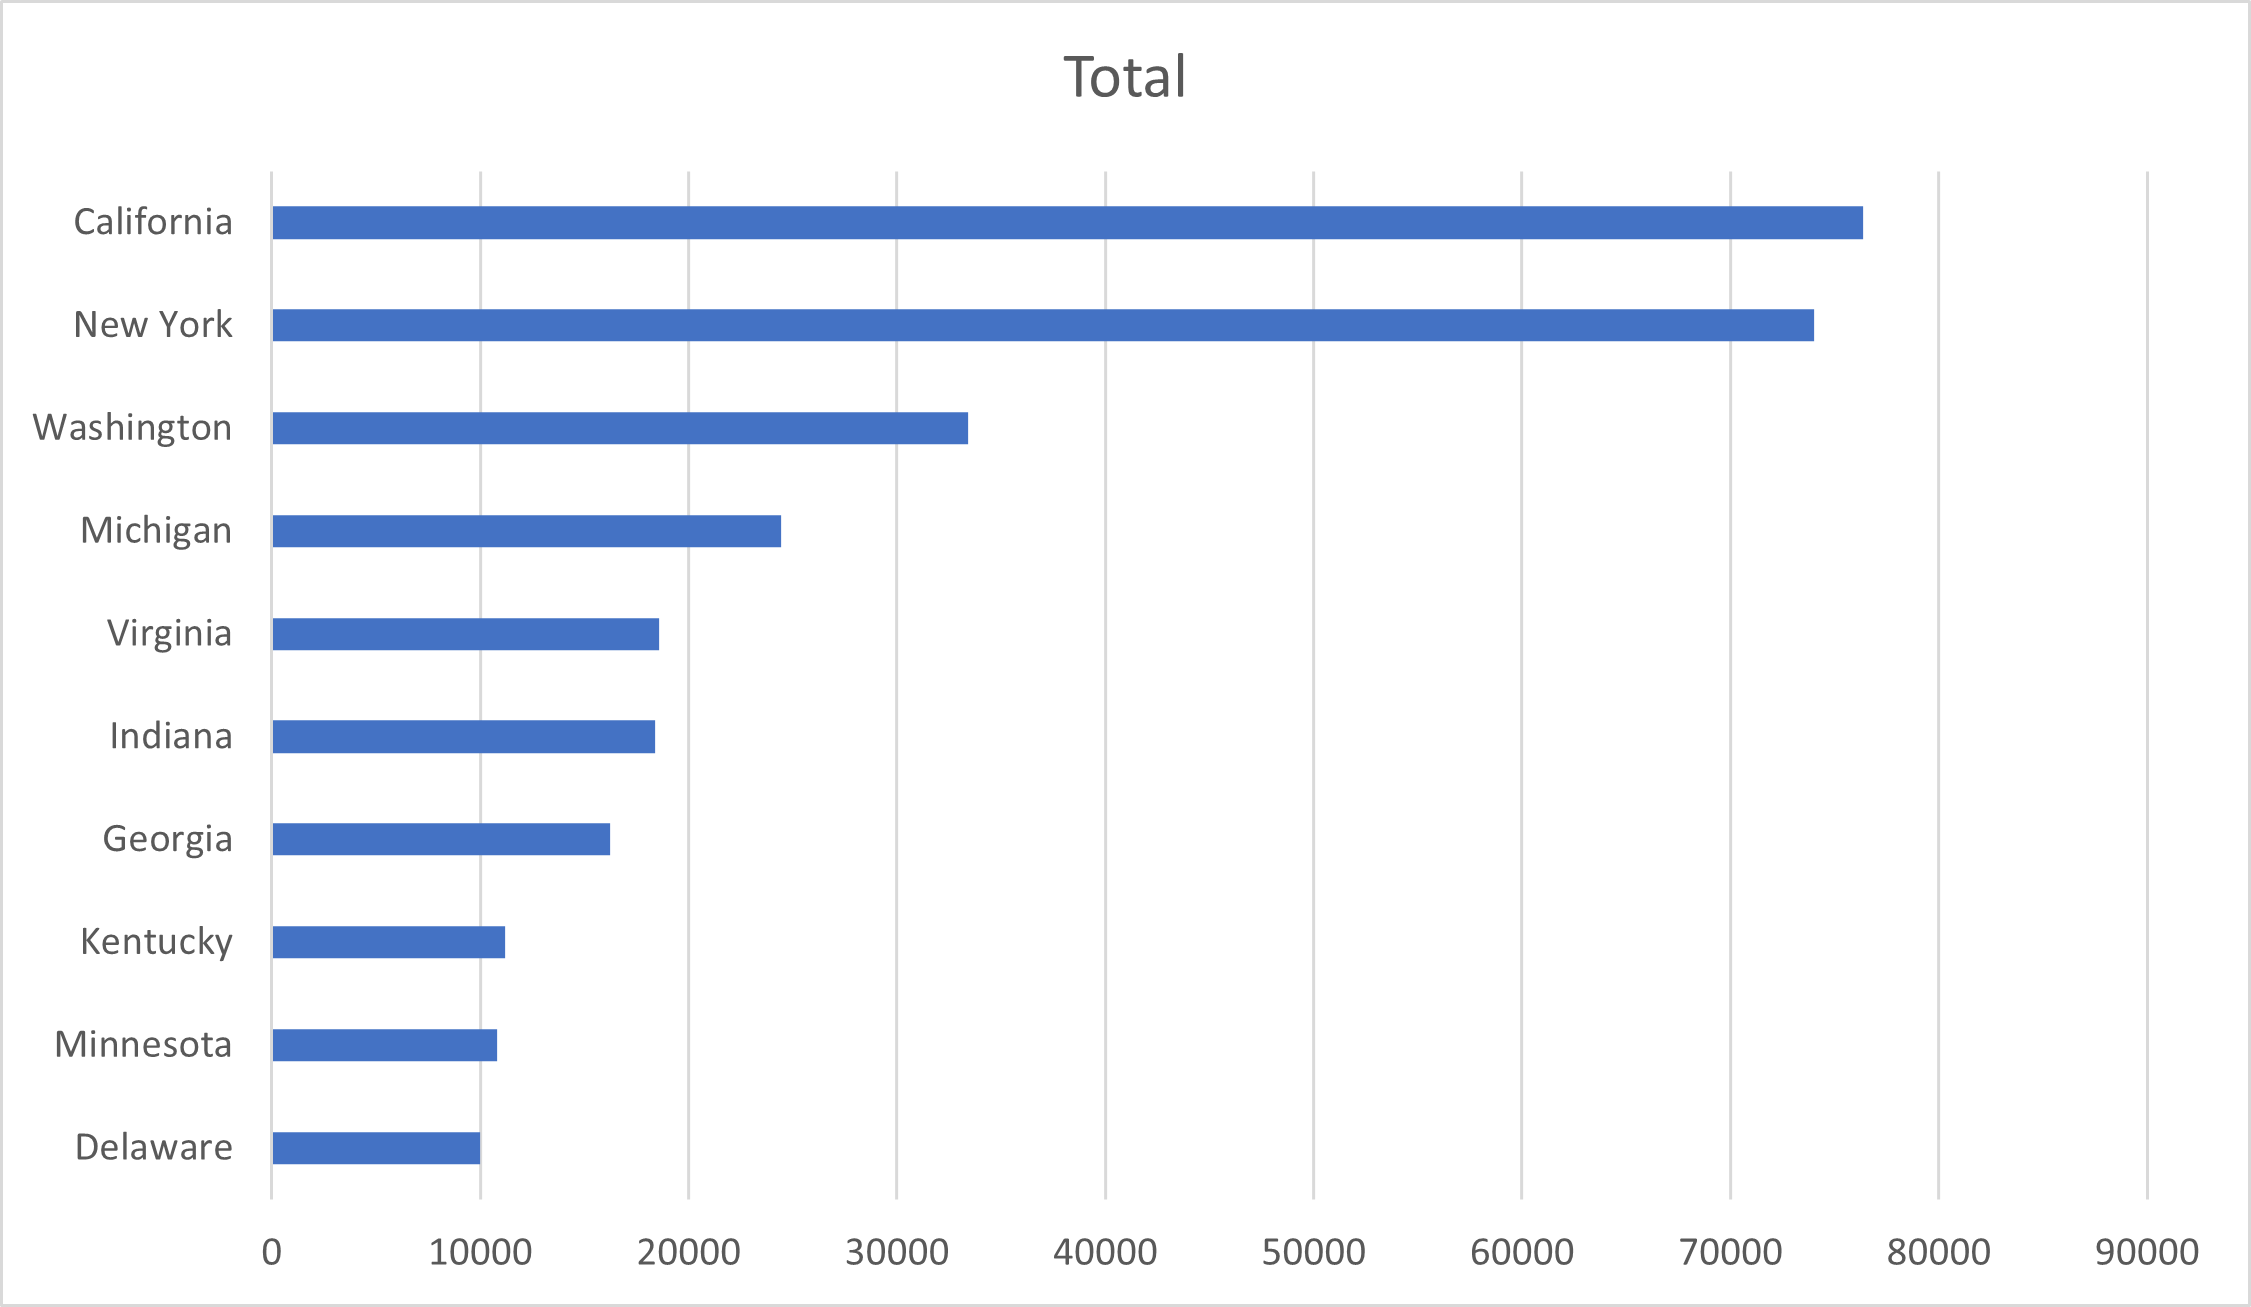 Total
California
New York
Washington
Michigan
Virginia
Indiana
Georgia
Kentucky
Minnesota
Delaware
0 10000 20000 30000 40000 50000 60000 70000 80000 90000